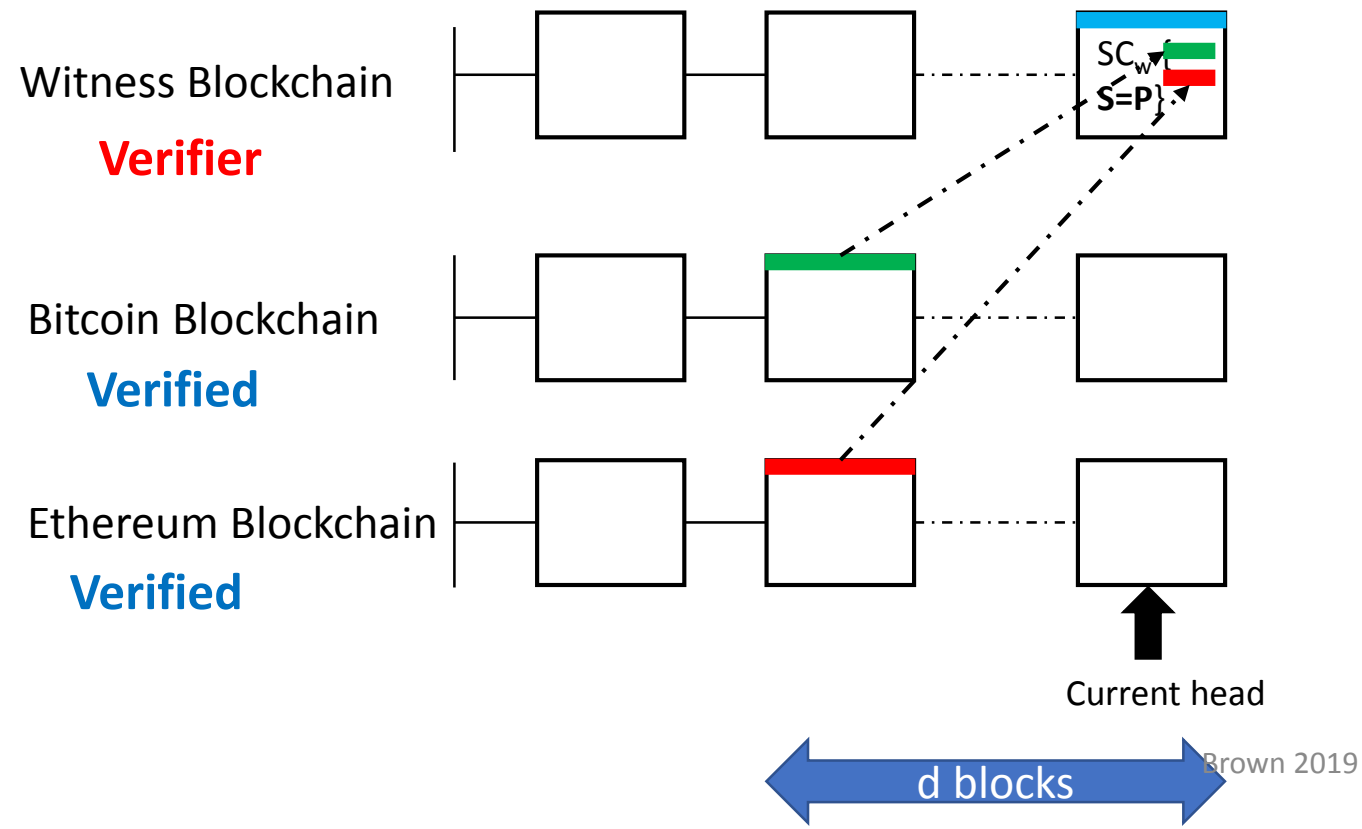 Witness Blockchain
Verifier
SCw {
S=P}
Bitcoin Blockchain
Verified
Ethereum Blockchain
Verified
Current head
d blocks
Brown 2019